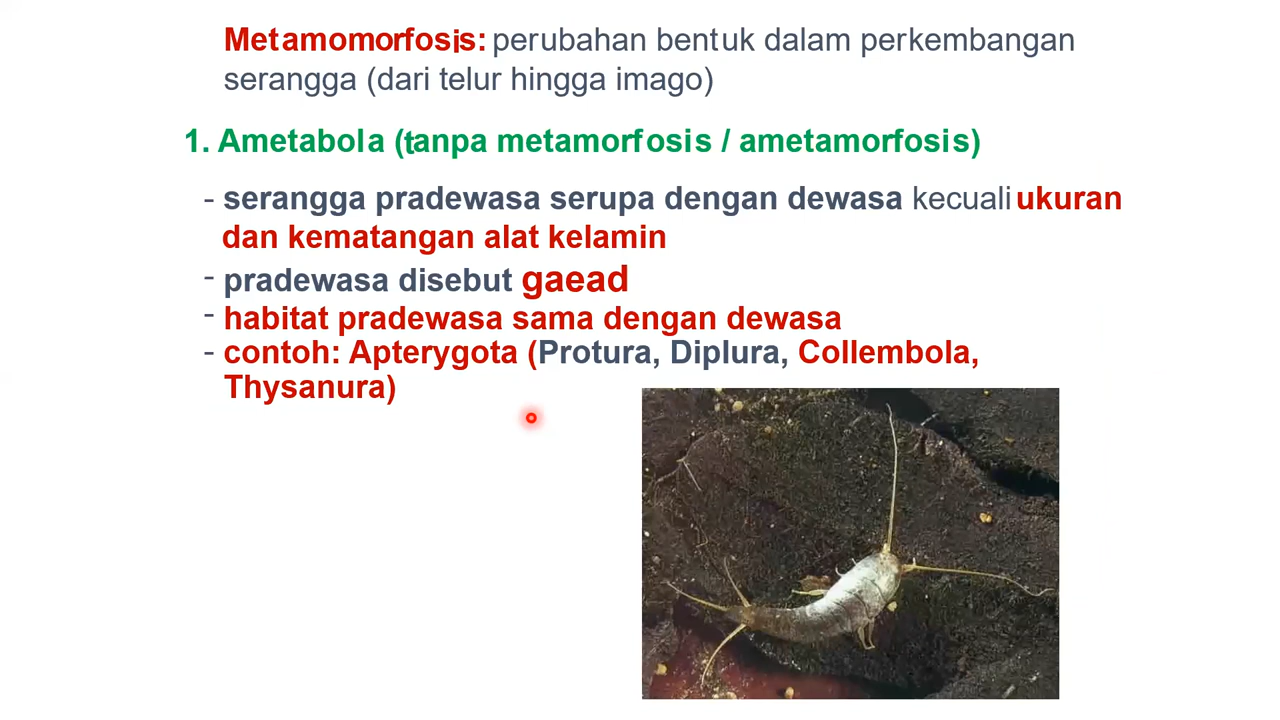 Metamomorfosis: perubahan bentuk dalam perkembangan
serangga (dari telur hingga imago)
1. Ametabola (tanpa metamorfosis / ametamorfosis)
- serangga pradewasa serupa dengan dewasa kecuali ukuran
dan kematangan alat kelamin
- pradewasa disebut gaead
- habitat pradewasa sama dengan dewasa
- contoh: Apterygota (Protura, Diplura, Collembola,
Thysanura)